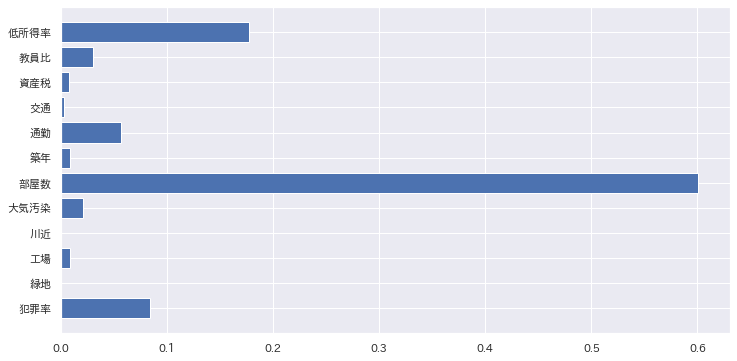 低所得率
教員比
資産税
交通
通勤
築年
部屋数
大気汚染
川近
工場
緑地
犯罪率
0.0 0.1 0.2 0.3 0.4 0.5 0.6